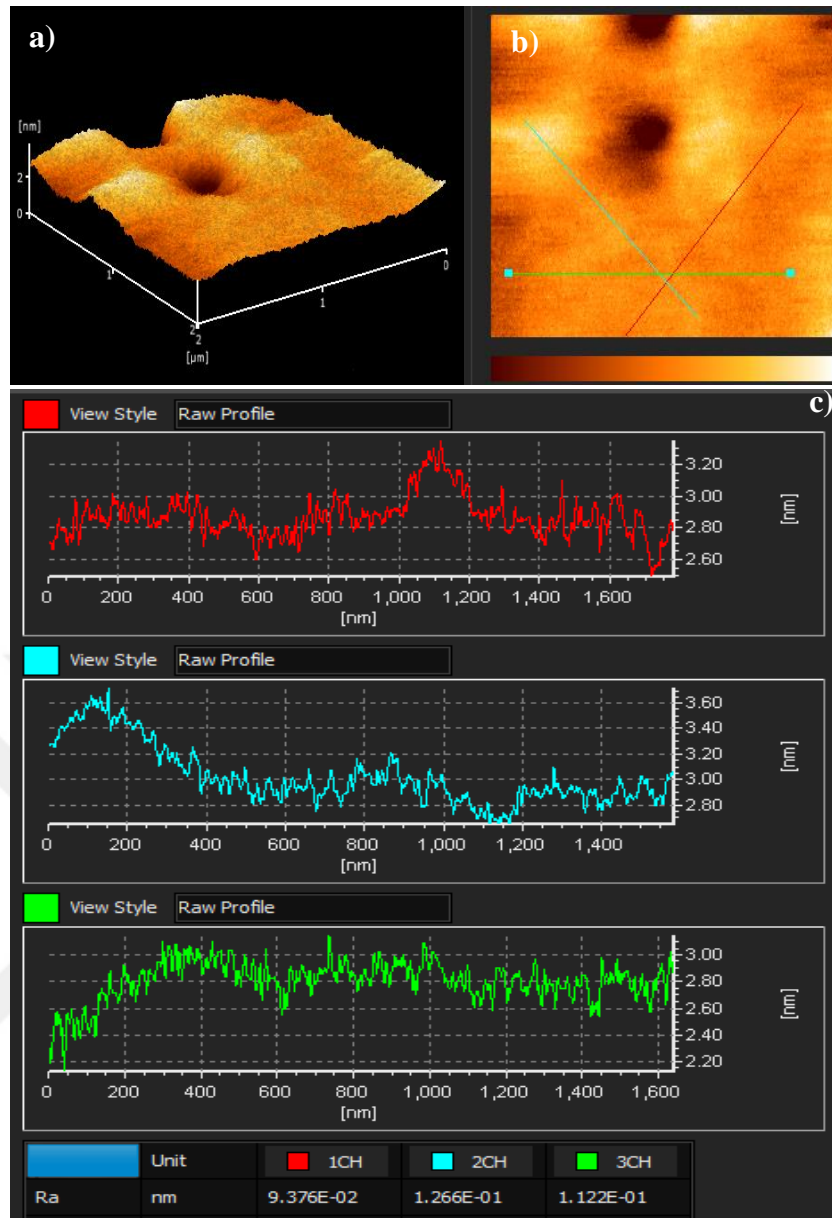 a)
b)
[nm]
2
0
1
2
2
1
0
[µm]
c)
View Style Raw Profile
3.20
3.00
2.80
2.60
[nm]
0 200 400 600 800 1,000 1,200 1,400 1,600
[nm]
View Style Raw Profile
3.60
3.40
3.20
3.00
2.80
[nm]
0 200 400 600 800 1,000 1,200 1,400
[nm]
View Style Raw Profile
3.00
2.80
2.60
2.40
2.20
[nm]
0 200 400 600 800 1,000 1,200 1,400 1,600
[nm]
Unit 1CH 2CH 3CH
Ra nm 9.376E-02 1.266E-01 1.122E-01